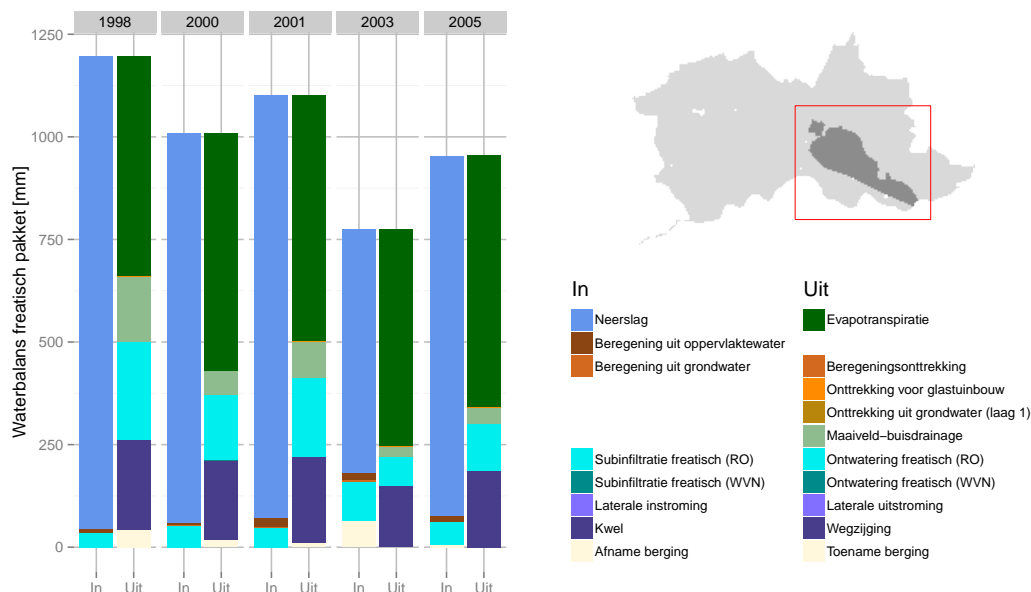 1998 2000 2001 2003 2005
Waterbalans freatisch pakket [mm]
1250
1000
750
500
250
0
In Uit In Uit In Uit In Uit In Uit
In
Neerslag
Beregening uit oppervlaktewater
Beregening uit grondwater
Subinfiltratie freatisch (RO)
Subinfiltratie freatisch (WVN)
Laterale instroming
Kwel
Afname berging
Uit
Evapotranspiratie
Beregeningsonttrekking
Onttrekking voor glastuinbouw
Onttrekking uit grondwater (laag 1)
Maaiveld−buisdrainage
Ontwatering freatisch (RO)
Ontwatering freatisch (WVN)
Laterale uitstroming
Wegzijging
Toename berging